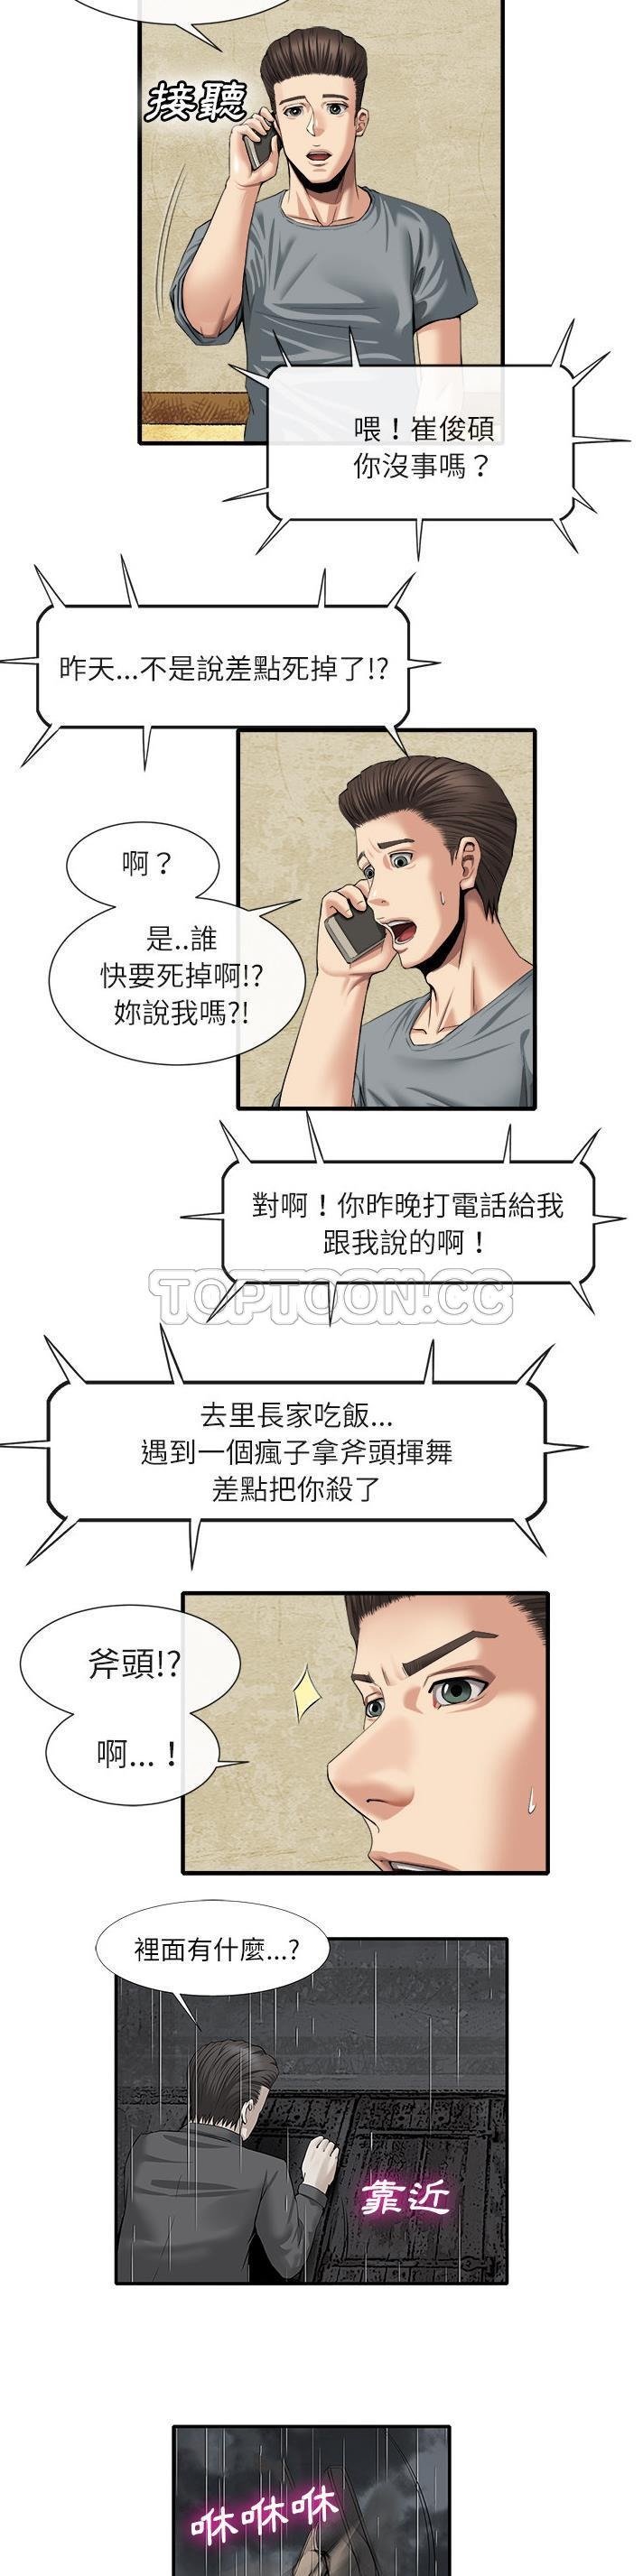 接聽
喂！崔俊碩
你沒事嗎？
昨天...不是說差點死掉了!?
啊？
是..誰
快要死掉啊!?
妳說我嗎?!
對啊！你昨晚打電話給我
跟我說的啊！
TOPTOON.CC
去里長家吃飯...
遇到一個瘋子拿斧頭揮舞
差點把你殺了
斧頭!?
啊...！
裡面有什麼...?
靠近
咻咻咻